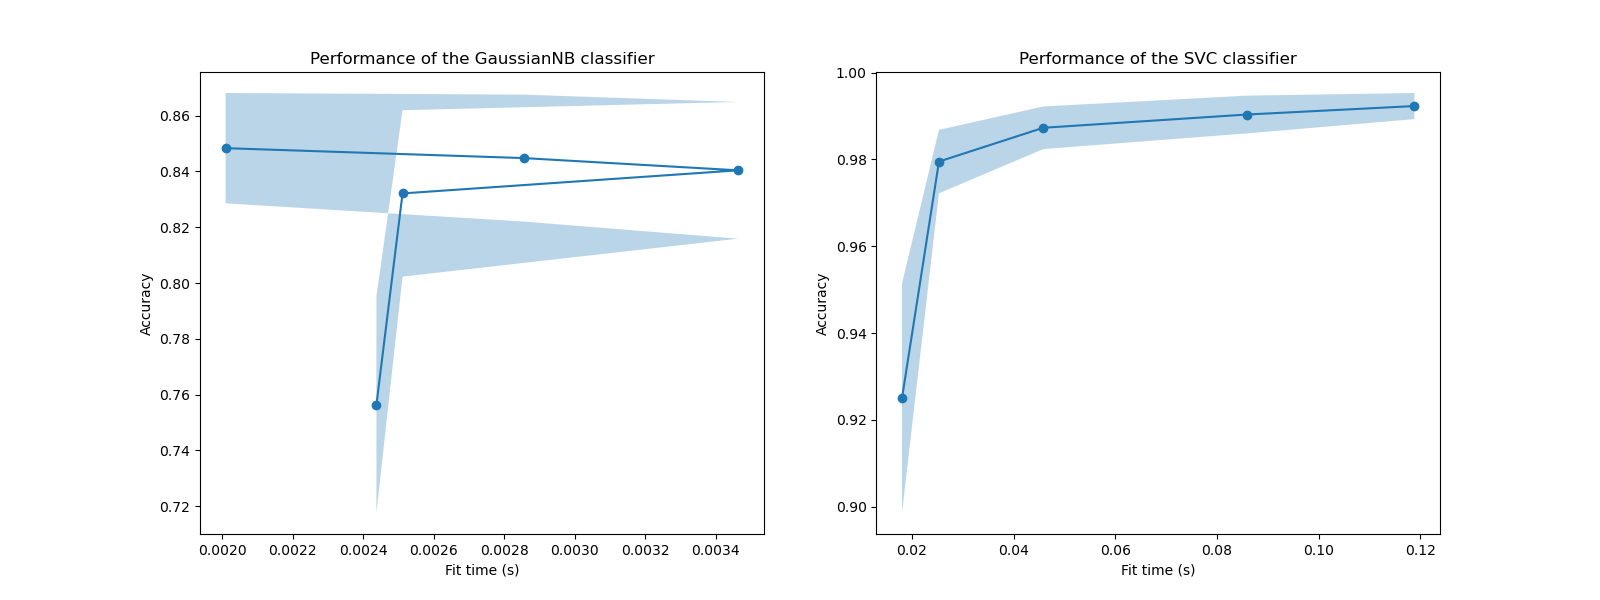 Performance of the GaussianNB classifier
Accuracy
0.86
0.84
0.82
0.80
0.78
0.76
0.74
0.72
0.0020 0.0022 0.0024 0.0026 0.0028 0.0030 0.0032 0.0034
Fit time (s)
Performance of the SVC classifier
Accuracy
1.00
0.98
0.96
0.94
0.92
0.90
0.02 0.04 0.06 0.08 0.10 0.12
Fit time (s)